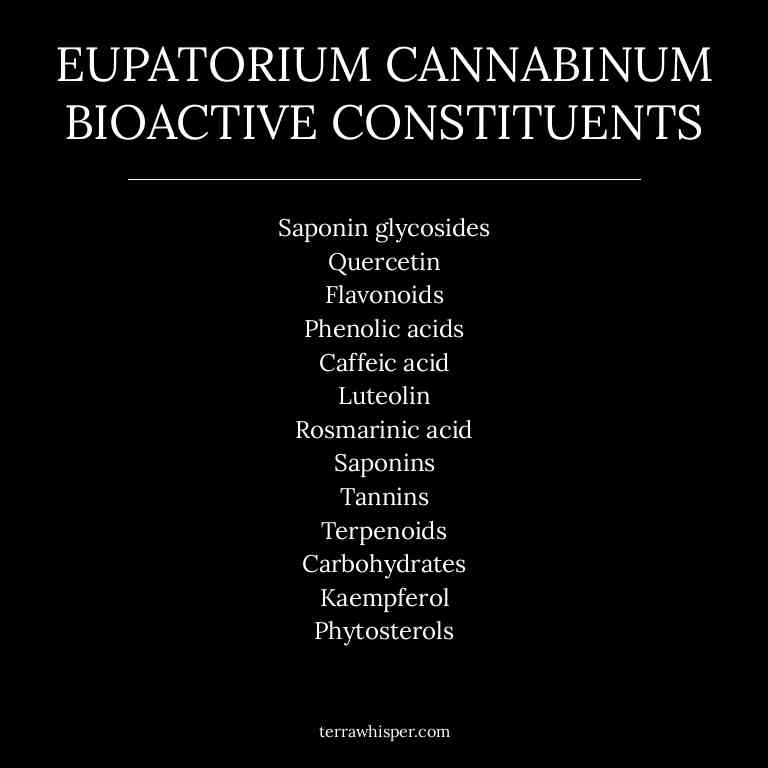 EUPATORIUM CANNABINUM
BIOACTIVE CONSTITUENTS
Saponin glycosides
Quercetin
Flavonoids
Phenolic acids
Caffeic acid
Luteolin
Rosmarinic acid
Saponins
Tannins
Terpenoids
Carbohydrates
Kaempferol
Phytosterols
terrawhisper.com